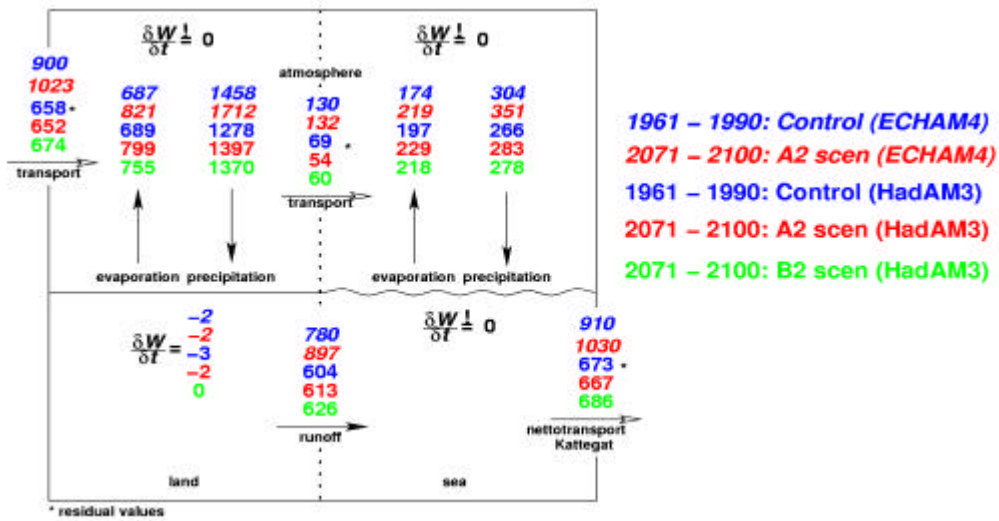 δW/δt != 0
δW/δt != 0
atmosphere
900
1023
658 *
652
674
transport
687
821
689
799
755
evaporation
1458
1712
1278
1397
1370
precipitation
130
132
69 *
54
60
transport
174
219
197
229
218
evaporation
304
351
266
283
278
precipitation
1961 – 1990: Control (ECHAM4)
2071 – 2100: A2 scen (ECHAM4)
1961 – 1990: Control (HadAM3)
2071 – 2100: A2 scen (HadAM3)
2071 – 2100: B2 scen (HadAM3)
δW/δt =
-2
-2
-3
-2
0
780
897
604
613
626
runoff
δW/δt != 0
910
1030
673 *
667
686
nettotransport
Kattegat
land
sea
* residual values